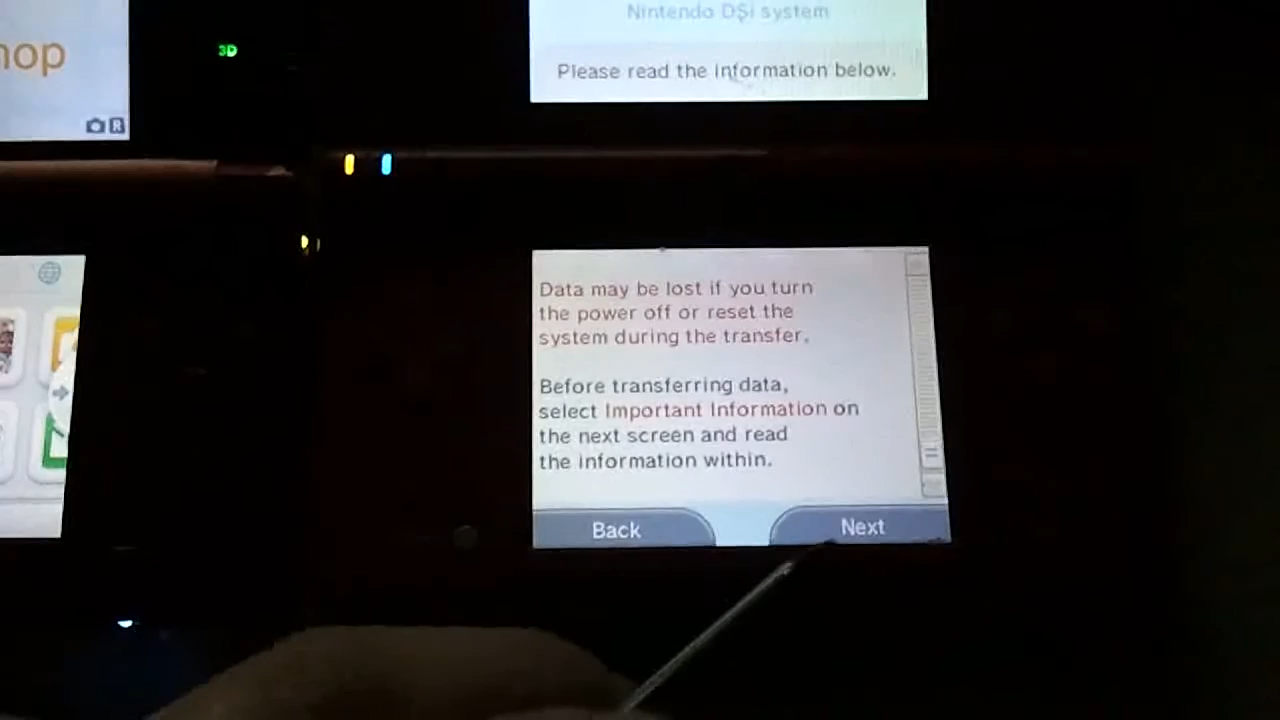 Nintendo DSi system
Please read the information below.
hop
3D
R
Data may be lost if you turn
the power off or reset the
system during the transfer.
Before transferring data,
select Important Information on
the next screen and read
the information within.
Back
Next